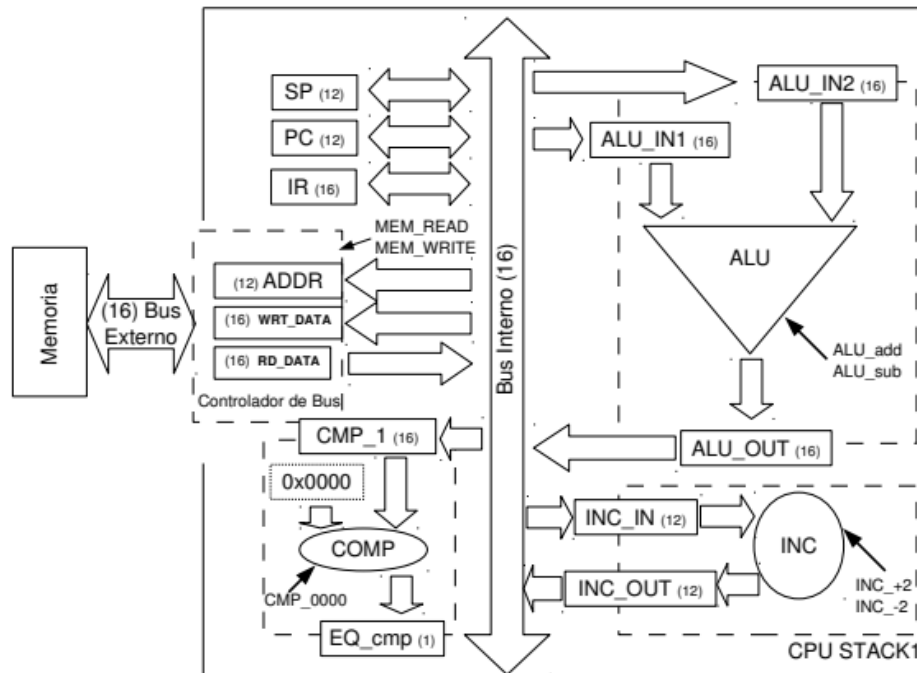 SP (12)
PC (12)
IR (16)
MEM_READ
MEM_WRITE
(12) ADDR
(16) WRT_DATA
(16) RD_DATA
Controlador de Bus
Memoria
(16) Bus
Externo
CMP_1 (16)
0x0000
COMP
CMP_0000
EQ_cmp (1)
Bus Interno (16)
ALU_IN2 (16)
ALU_IN1 (16)
ALU
ALU_add
ALU_sub
ALU_OUT (16)
INC_IN (12)
INC
INC_OUT (12)
INC_+2
INC_-2
CPU STACK1